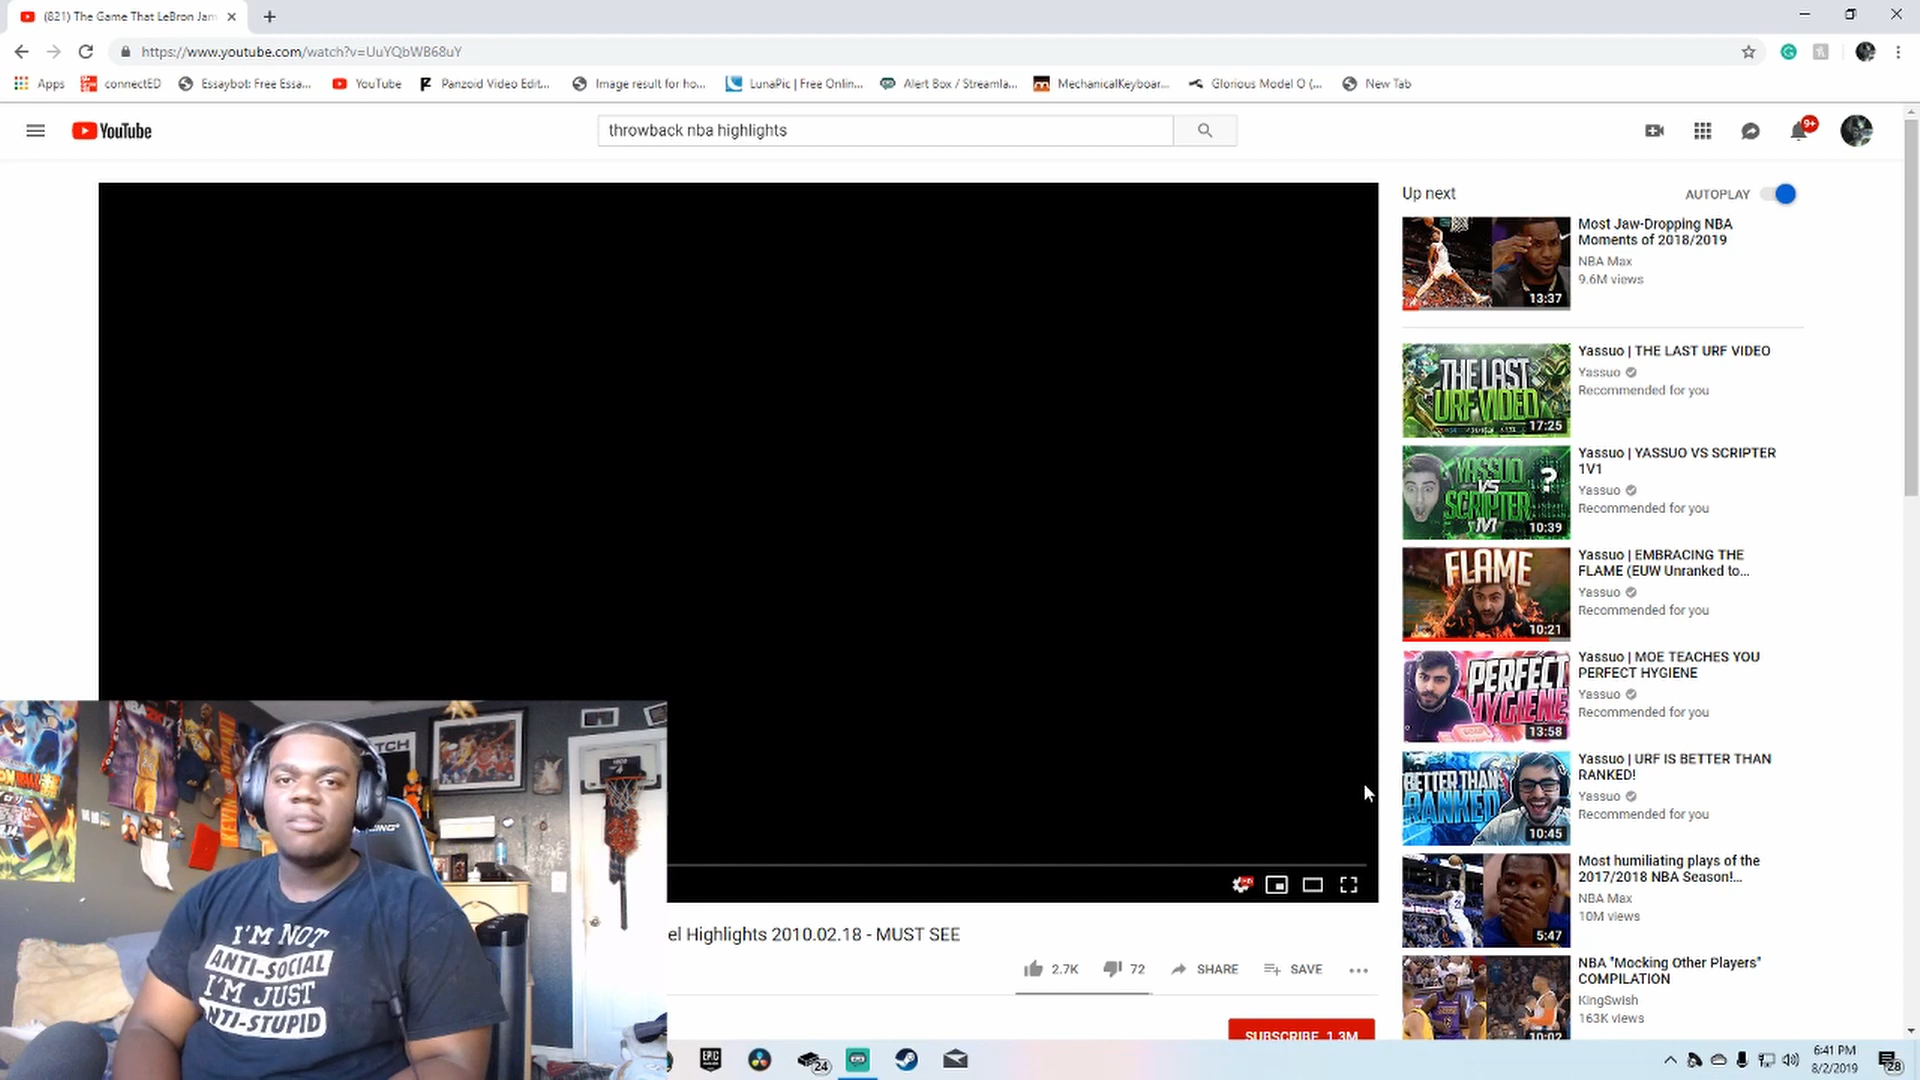 (821) The Game That LeBron Jam
https://www.youtube.com/watch?v=UuYQbWB68uY
Apps
connectED
Essaybot: Free Essa...
YouTube
Panzoid Video Edit...
Image result for ho...
LunaPic | Free Onlin...
Alert Box / Streamla...
MechanicalKeyboar...
Glorious Model O (...
New Tab
YouTube
throwback nba highlights
9+
Up next
AUTOPLAY
Most Jaw-Dropping NBA
Moments of 2018/2019
NBA Max
9.6M views
13:37
THE LAST
URF VIDEO
17:25
Yassuo | THE LAST URF VIDEO
Yassuo
Recommended for you
YASSUO
VS
SCRIPTER
1V1
?
10:39
Yassuo | YASSUO VS SCRIPTER
1V1
Yassuo
Recommended for you
FLAME
10:21
Yassuo | EMBRACING THE
FLAME (EUW Unranked to...
Yassuo
Recommended for you
PERFECT
HYGIENE
13:58
Yassuo | MOE TEACHES YOU
PERFECT HYGIENE
Yassuo
Recommended for you
BETTER THAN
RANKED
10:45
Yassuo | URF IS BETTER THAN
RANKED!
Yassuo
Recommended for you
5:47
Most humiliating plays of the
2017/2018 NBA Season!...
NBA Max
10M views
10:02
NBA "Mocking Other Players"
COMPILATION
KingSwish
163K views
I'M NOT
ANTI-SOCIAL
I'M JUST
NTI-STUPID
el Highlights 2010.02.18 - MUST SEE
2.7K
72
SHARE
SAVE
SUBSCRIBE 1.3M
EPIC
24
6:41 PM
8/2/2019
28